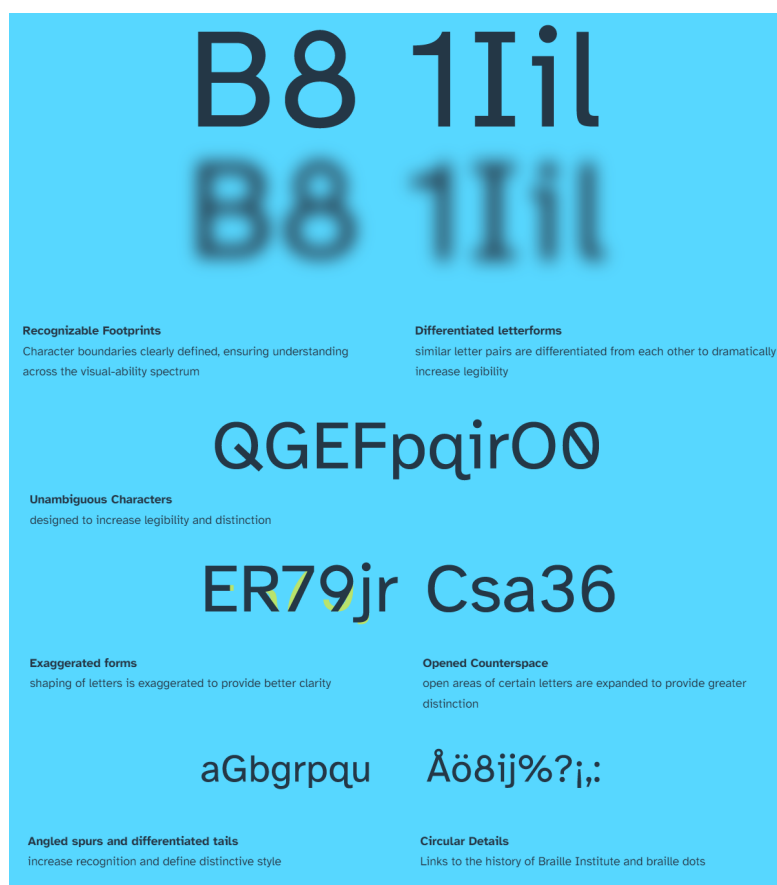 B8 1Iil
B8 1Iil
Recognizable Footprints
Character boundaries clearly defined, ensuring understanding
across the visual-ability spectrum
Differentiated letterforms
similar letter pairs are differentiated from each other to dramatically
increase legibility
QGEFpqirO0
Unambiguous Characters
designed to increase legibility and distinction
ER79jr Csa36
Exaggerated forms
shaping of letters is exaggerated to provide better clarity
Opened Counterspace
open areas of certain letters are expanded to provide greater
distinction
aGbgrpqu
Åö8ij%?¡,:
Angled spurs and differentiated tails
increase recognition and define distinctive style
Circular Details
Links to the history of Braille Institute and braille dots